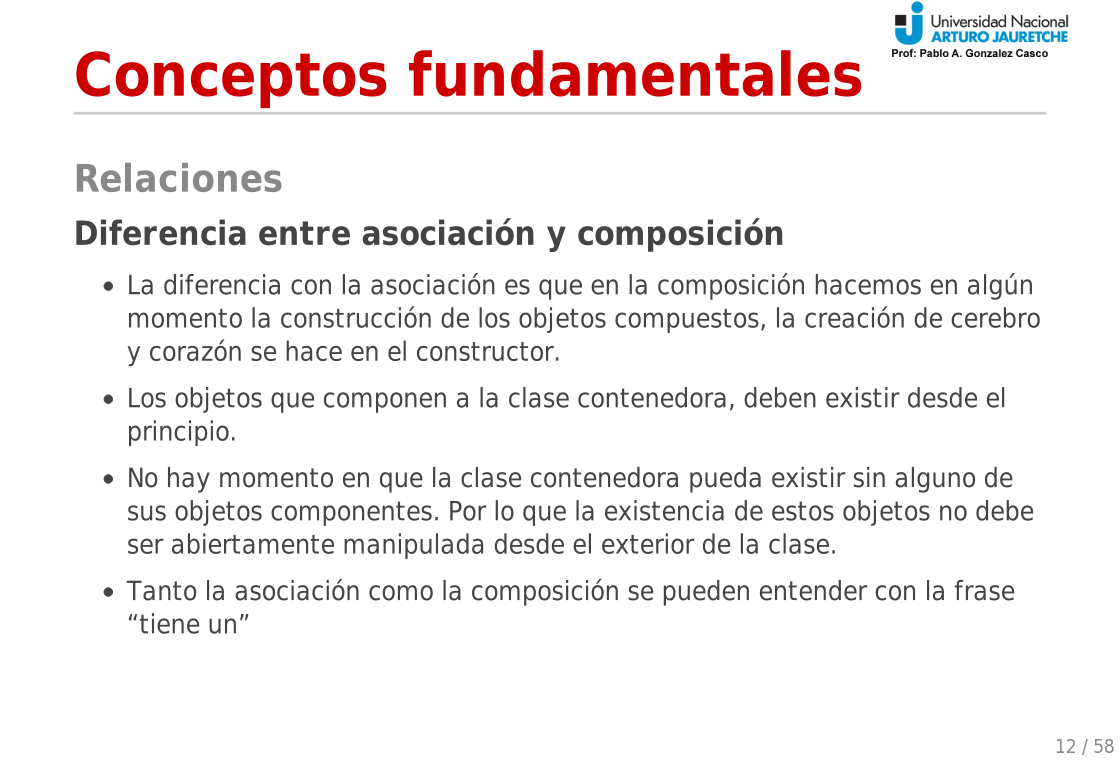 Universidad Nacional
ARTURO JAURETCHE
Prof: Pablo A. Gonzalez Casco
Conceptos fundamentales
Relaciones
Diferencia entre asociación y composición
• La diferencia con la asociación es que en la composición hacemos en algún
momento la construcción de los objetos compuestos, la creación de cerebro
y corazón se hace en el constructor.
• Los objetos que componen a la clase contenedora, deben existir desde el
principio.
• No hay momento en que la clase contenedora pueda existir sin alguno de
sus objetos componentes. Por lo que la existencia de estos objetos no debe
ser abiertamente manipulada desde el exterior de la clase.
• Tanto la asociación como la composición se pueden entender con la frase
“tiene un”
12 / 58